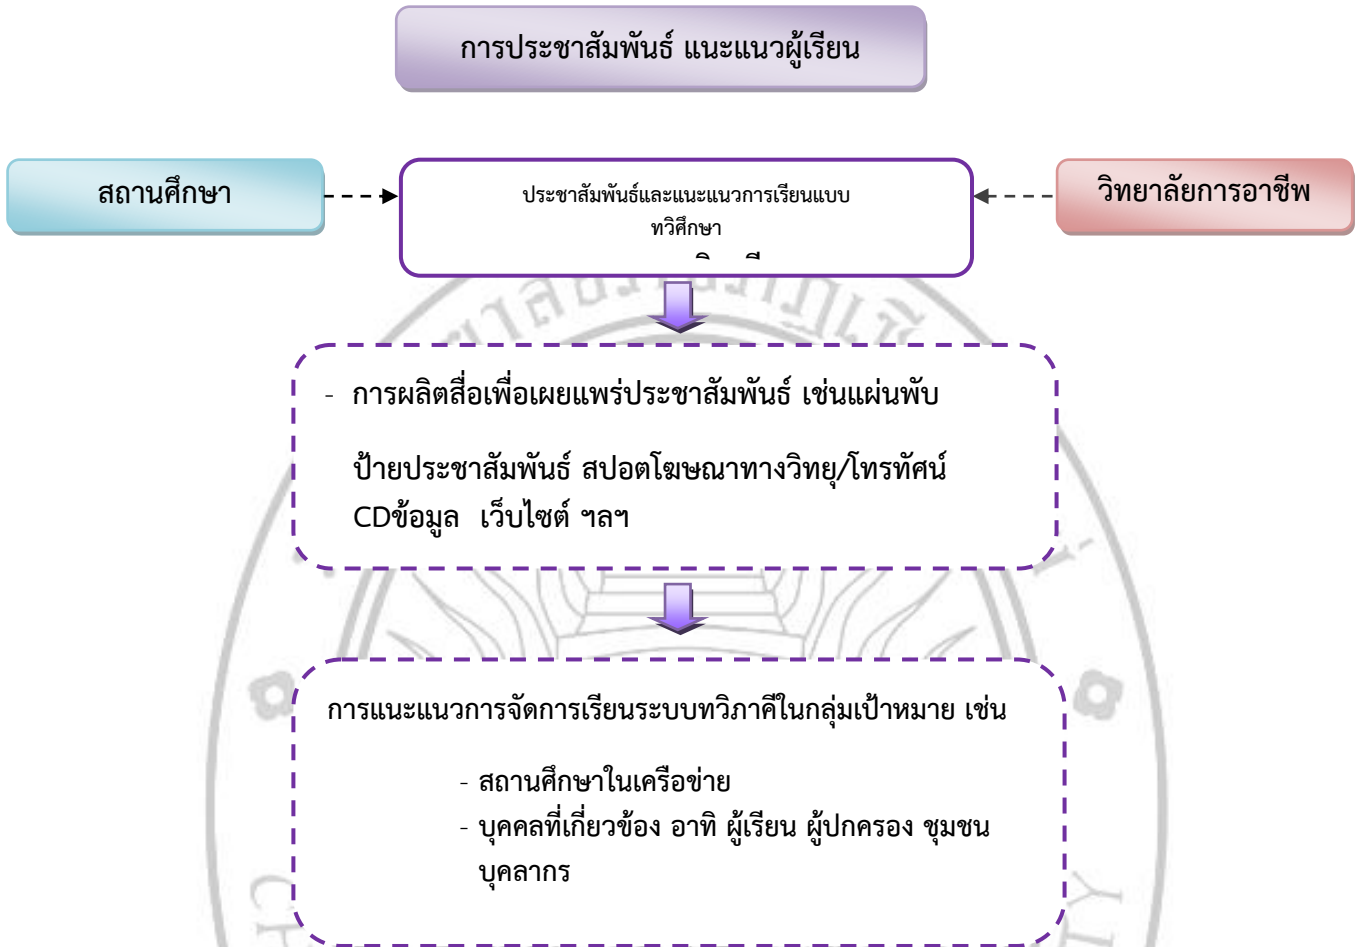 การประชาสัมพันธ์ แนะแนวผู้เรียน
สถานศึกษา
ประชาสัมพันธ์และแนะแนวการเรียนแบบ
ทวิศึกษา
วิทยาลัยการอาชีพ
- การผลิตสื่อเพื่อเผยแพร่ประชาสัมพันธ์ เช่นแผ่นพับ
ป้ายประชาสัมพันธ์ สปอตโฆษณาทางวิทยุ/โทรทัศน์
CDข้อมูล เว็บไซต์ ฯลฯ
การแนะแนวการจัดการเรียนระบบทวิภาคีในกลุ่มเป้าหมาย เช่น
- สถานศึกษาในเครือข่าย
- บุคคลที่เกี่ยวข้อง อาทิ ผู้เรียน ผู้ปกครอง ชุมชน
บุคลากร